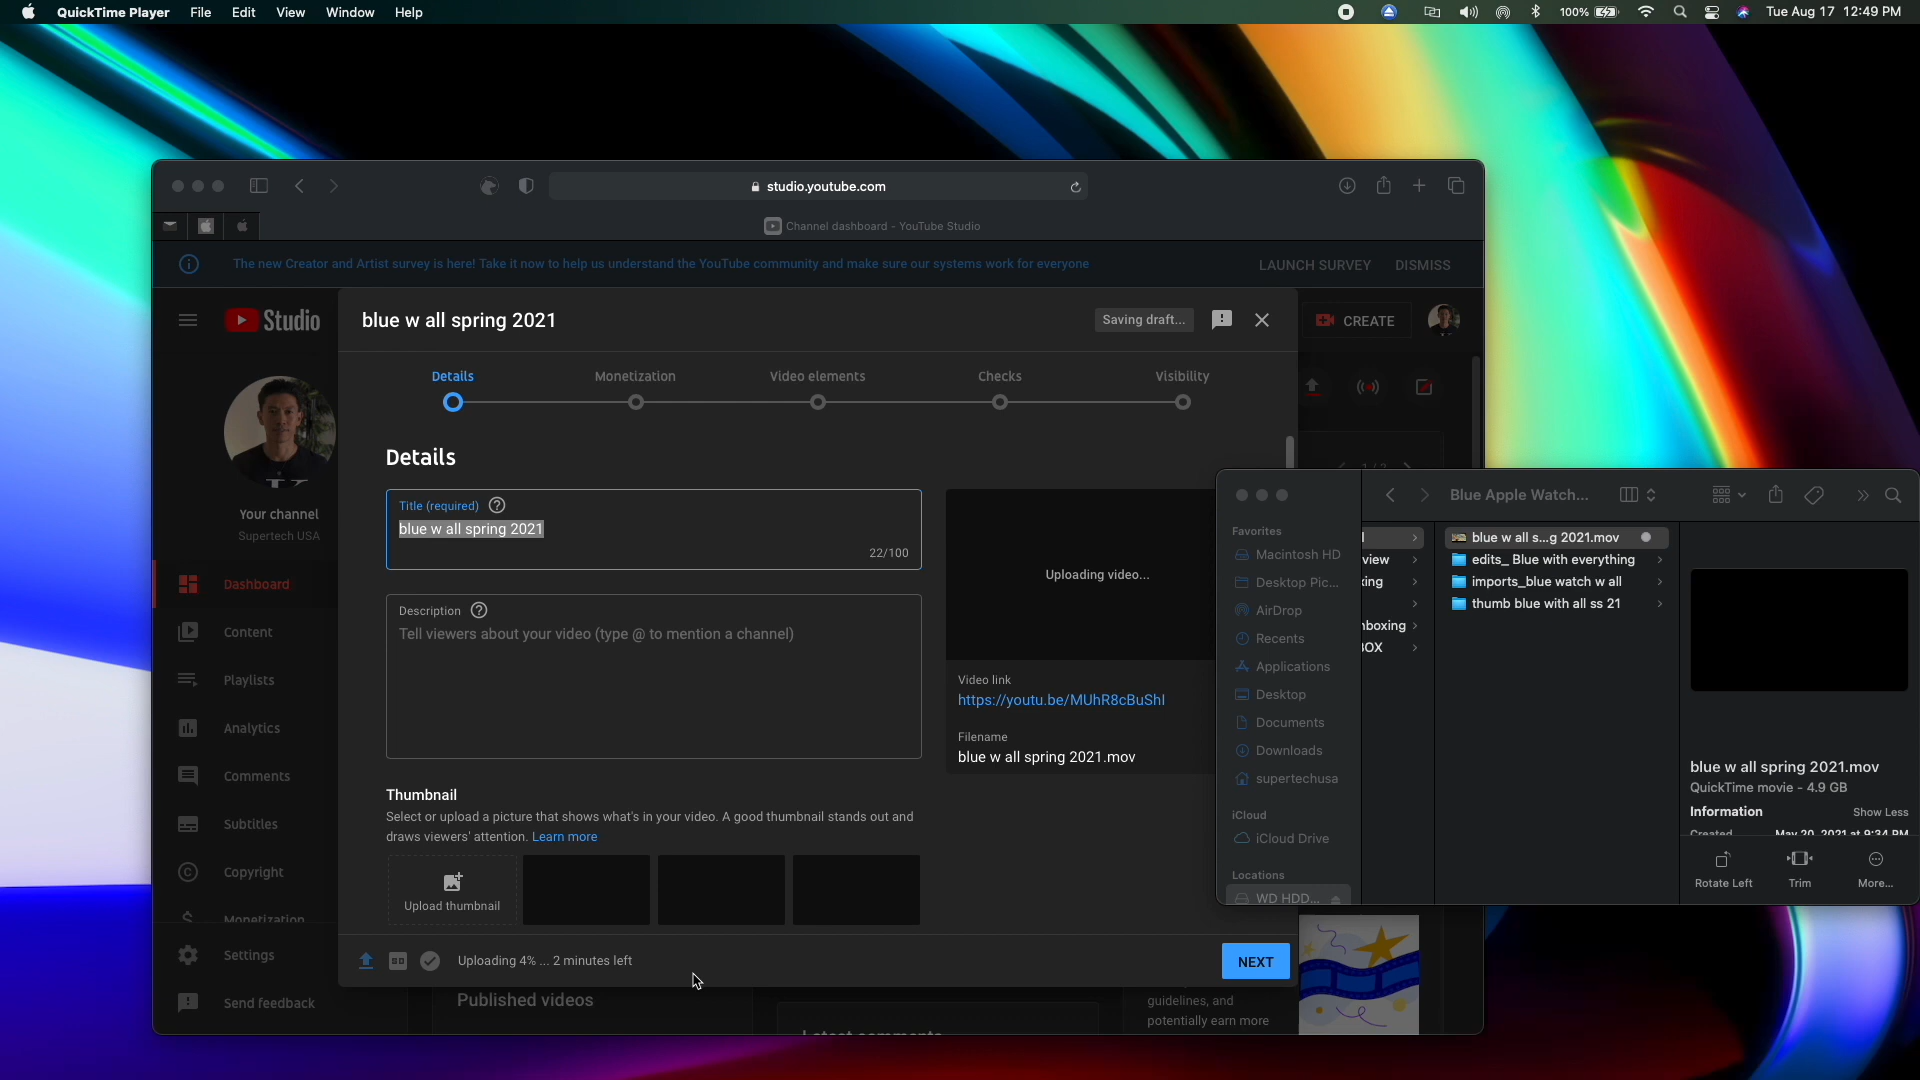 QuickTime Player File Edit View Window Help
100% Tue Aug 17 12:49 PM
studio.youtube.com
Channel dashboard - YouTube Studio
The new Creator and Artist survey is here! Take it now to help us understand the YouTube community and make sure our systems work for everyone
LAUNCH SURVEY DISMISS
Studio
blue w all spring 2021
Saving draft...
CREATE
Details
Monetization
Video elements
Checks
Visibility
Your channel
Supertech USA
Dashboard
Content
Playlists
Analytics
Comments
Subtitles
Copyright
Monetization
Settings
Send feedback
Details
Title (required)
blue w all spring 2021
22/100
Description
Tell viewers about your video (type @ to mention a channel)
Thumbnail
Select or upload a picture that shows what's in your video. A good thumbnail stands out and
draws viewers' attention. Learn more
Upload thumbnail
Uploading video...
Video link
https://youtu.be/MUhR8cBuShI
Filename
blue w all spring 2021.mov
Uploading 4% ... 2 minutes left
NEXT
Published videos
Latest comments
guidelines, and
potentially earn more
Blue Apple Watch...
Favorites
Macintosh HD
Desktop Pic...
AirDrop
Recents
Applications
Desktop
Documents
Downloads
supertechusa
iCloud
iCloud Drive
Locations
WD HDD...
blue w all s...g 2021.mov
edits_ Blue with everything
imports_blue watch w all
thumb blue with all ss 21
blue w all spring 2021.mov
QuickTime movie - 4.9 GB
Information Show Less
Created May 20, 2021 at 9:34 PM
Rotate Left
Trim
More...